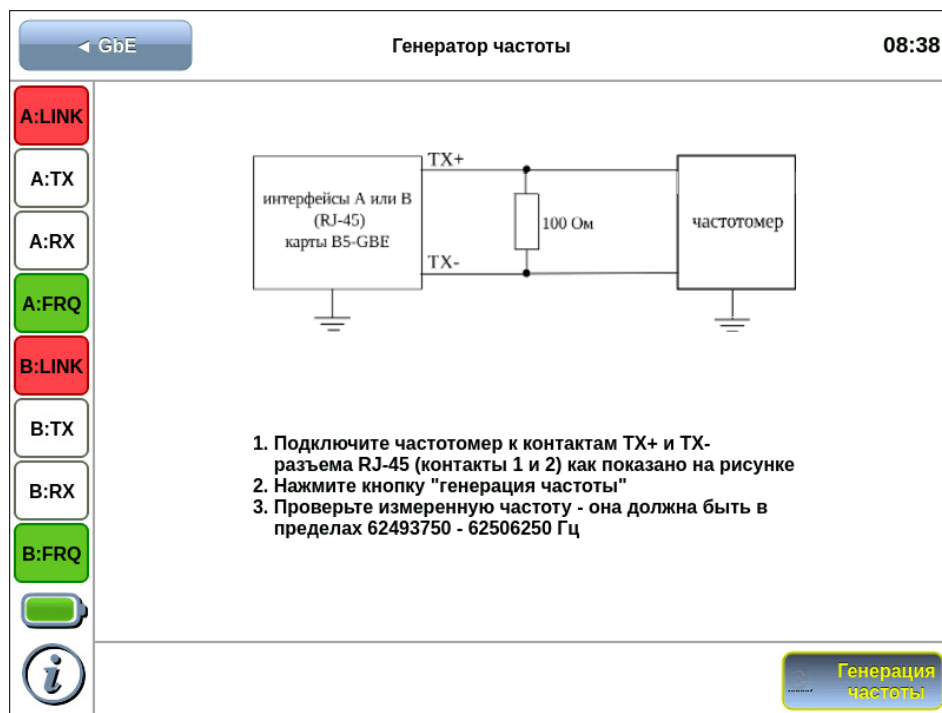 ◄ GbE
Генератор частоты
08:38
A:LINK
A:TX
A:RX
A:FRQ
B:LINK
B:TX
B:RX
B:FRQ
TX+
интерфейсы А или В
(RJ-45)
карты B5-GBE
100 Ом
частотомер
TX-
1. Подключите частотомер к контактам TX+ и TX-
разъема RJ-45 (контакты 1 и 2) как показано на рисунке
2. Нажмите кнопку "генерация частоты"
3. Проверьте измеренную частоту - она должна быть в
пределах 62493750 - 62506250 Гц
i
Генерация
частоты